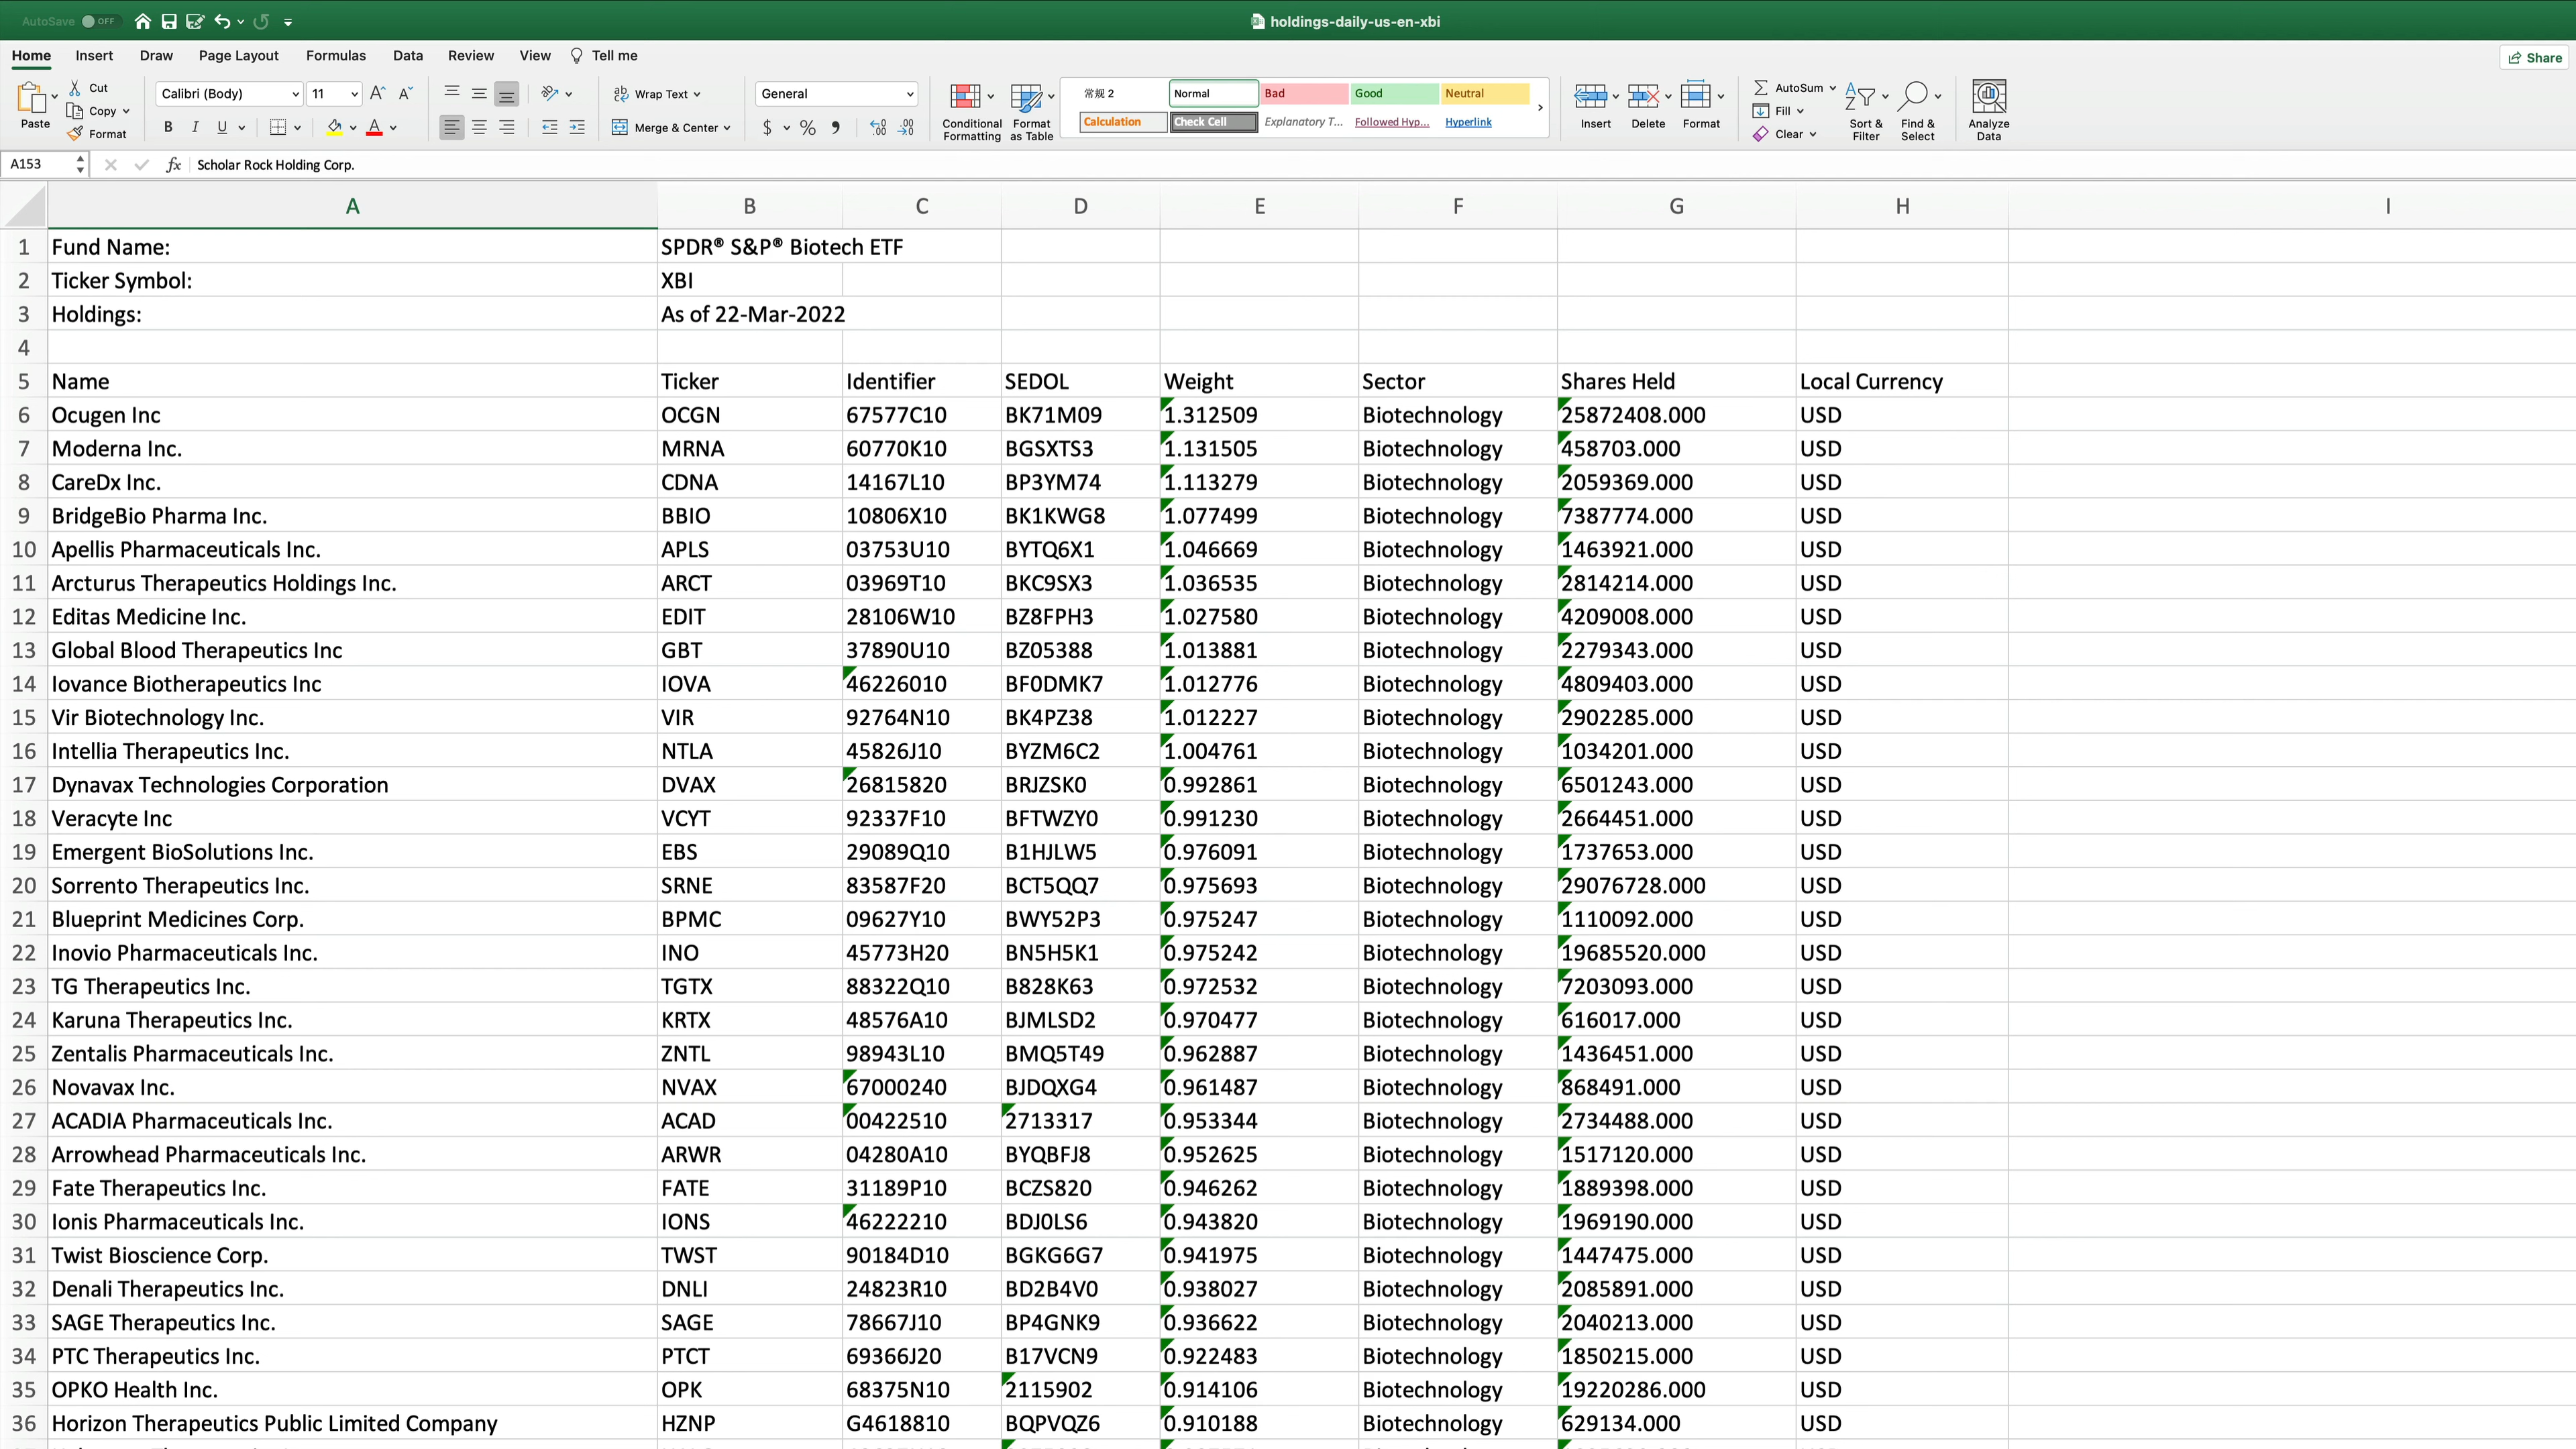 AutoSave OFF holdings-daily-us-en-xbi
Home Insert Draw Page Layout Formulas Data Review View Tell me Share
Paste Cut Copy Format
Calibri (Body) 11 A^ A˅
B I U A
ab Wrap Text
Merge & Center
General
$ % 9
Conditional Formatting Format as Table
常规 2 Normal Bad Good Neutral
Calculation Check Cell Explanatory T... Followed Hyp... Hyperlink
Insert Delete Format
AutoSum Fill Clear
Sort & Filter Find & Select Analyze Data
A153 fx Scholar Rock Holding Corp.
A B C D E F G H I
1 Fund Name: SPDR® S&P® Biotech ETF
2 Ticker Symbol: XBI
3 Holdings: As of 22-Mar-2022
4
5 Name Ticker Identifier SEDOL Weight Sector Shares Held Local Currency
6 Ocugen Inc OCGN 67577C10 BK71M09 1.312509 Biotechnology 25872408.000 USD
7 Moderna Inc. MRNA 60770K10 BGSXTS3 1.131505 Biotechnology 458703.000 USD
8 CareDx Inc. CDNA 14167L10 BP3YM74 1.113279 Biotechnology 2059369.000 USD
9 BridgeBio Pharma Inc. BBIO 10806X10 BK1KWG8 1.077499 Biotechnology 7387774.000 USD
10 Apellis Pharmaceuticals Inc. APLS 03753U10 BYTQ6X1 1.046669 Biotechnology 1463921.000 USD
11 Arcturus Therapeutics Holdings Inc. ARCT 03969T10 BKC9SX3 1.036535 Biotechnology 2814214.000 USD
12 Editas Medicine Inc. EDIT 28106W10 BZ8FPH3 1.027580 Biotechnology 4209008.000 USD
13 Global Blood Therapeutics Inc GBT 37890U10 BZ05388 1.013881 Biotechnology 2279343.000 USD
14 Iovance Biotherapeutics Inc IOVA 46226010 BF0DMK7 1.012776 Biotechnology 4809403.000 USD
15 Vir Biotechnology Inc. VIR 92764N10 BK4PZ38 1.012227 Biotechnology 2902285.000 USD
16 Intellia Therapeutics Inc. NTLA 45826J10 BYZM6C2 1.004761 Biotechnology 1034201.000 USD
17 Dynavax Technologies Corporation DVAX 26815820 BRJZSK0 0.992861 Biotechnology 6501243.000 USD
18 Veracyte Inc VCYT 92337F10 BFTWZY0 0.991230 Biotechnology 2664451.000 USD
19 Emergent BioSolutions Inc. EBS 29089Q10 B1HJLW5 0.976091 Biotechnology 1737653.000 USD
20 Sorrento Therapeutics Inc. SRNE 83587F20 BCT5QQ7 0.975693 Biotechnology 29076728.000 USD
21 Blueprint Medicines Corp. BPMC 09627Y10 BWY52P3 0.975247 Biotechnology 1110092.000 USD
22 Inovio Pharmaceuticals Inc. INO 45773H20 BN5H5K1 0.975242 Biotechnology 19685520.000 USD
23 TG Therapeutics Inc. TGTX 88322Q10 B828K63 0.972532 Biotechnology 7203093.000 USD
24 Karuna Therapeutics Inc. KRTX 48576A10 BJMLSD2 0.970477 Biotechnology 616017.000 USD
25 Zentalis Pharmaceuticals Inc. ZNTL 98943L10 BMQ5T49 0.962887 Biotechnology 1436451.000 USD
26 Novavax Inc. NVAX 67000240 BJDQXG4 0.961487 Biotechnology 868491.000 USD
27 ACADIA Pharmaceuticals Inc. ACAD 00422510 2713317 0.953344 Biotechnology 2734488.000 USD
28 Arrowhead Pharmaceuticals Inc. ARWR 04280A10 BYQBFJ8 0.952625 Biotechnology 1517120.000 USD
29 Fate Therapeutics Inc. FATE 31189P10 BCZS820 0.946262 Biotechnology 1889398.000 USD
30 Ionis Pharmaceuticals Inc. IONS 46222210 BDJ0LS6 0.943820 Biotechnology 1969190.000 USD
31 Twist Bioscience Corp. TWST 90184D10 BGKG6G7 0.941975 Biotechnology 1447475.000 USD
32 Denali Therapeutics Inc. DNLI 24823R10 BD2B4V0 0.938027 Biotechnology 2085891.000 USD
33 SAGE Therapeutics Inc. SAGE 78667J10 BP4GNK9 0.936622 Biotechnology 2040213.000 USD
34 PTC Therapeutics Inc. PTCT 69366J20 B17VCN9 0.922483 Biotechnology 1850215.000 USD
35 OPKO Health Inc. OPK 68375N10 2115902 0.914106 Biotechnology 19220286.000 USD
36 Horizon Therapeutics Public Limited Company HZNP G4618810 BQPVQZ6 0.910188 Biotechnology 629134.000 USD